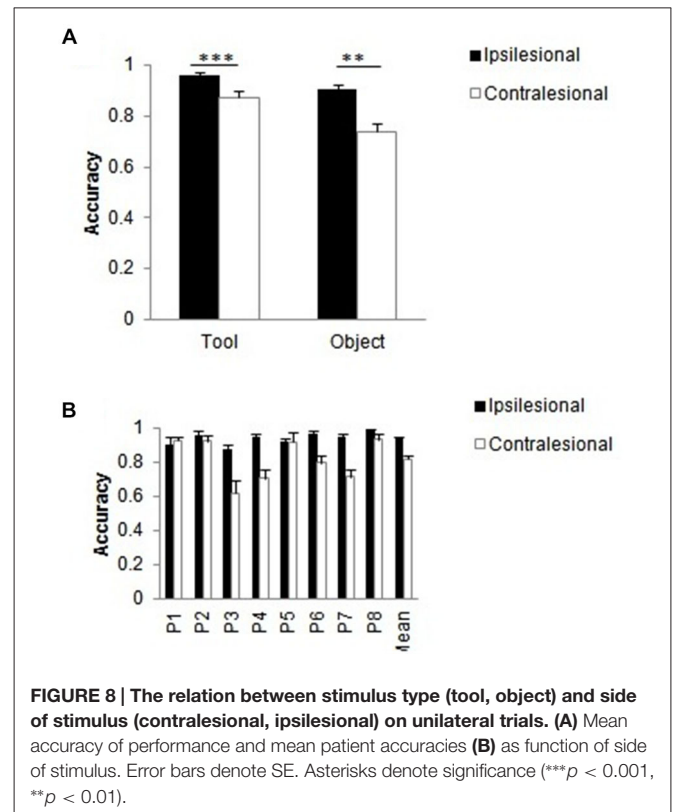 A
*** **
Ipsilesional
Contralesional
1
0.8
0.6
0.4
0.2
0
Accuracy
Tool Object
B
Ipsilesional
Contralesional
1
0.8
0.6
0.4
0.2
0
Accuracy
P1 P2 P3 P4 P5 P6 P7 P8
FIGURE 8 | The relation between stimulus type (tool, object) and side
of stimulus (contralesional, ipsilesional) on unilateral trials. (A) Mean
accuracy of performance and mean patient accuracies (B) as function of side
of stimulus. Error bars denote SE. Asterisks denote significance (***p < 0.001,
**p < 0.01).